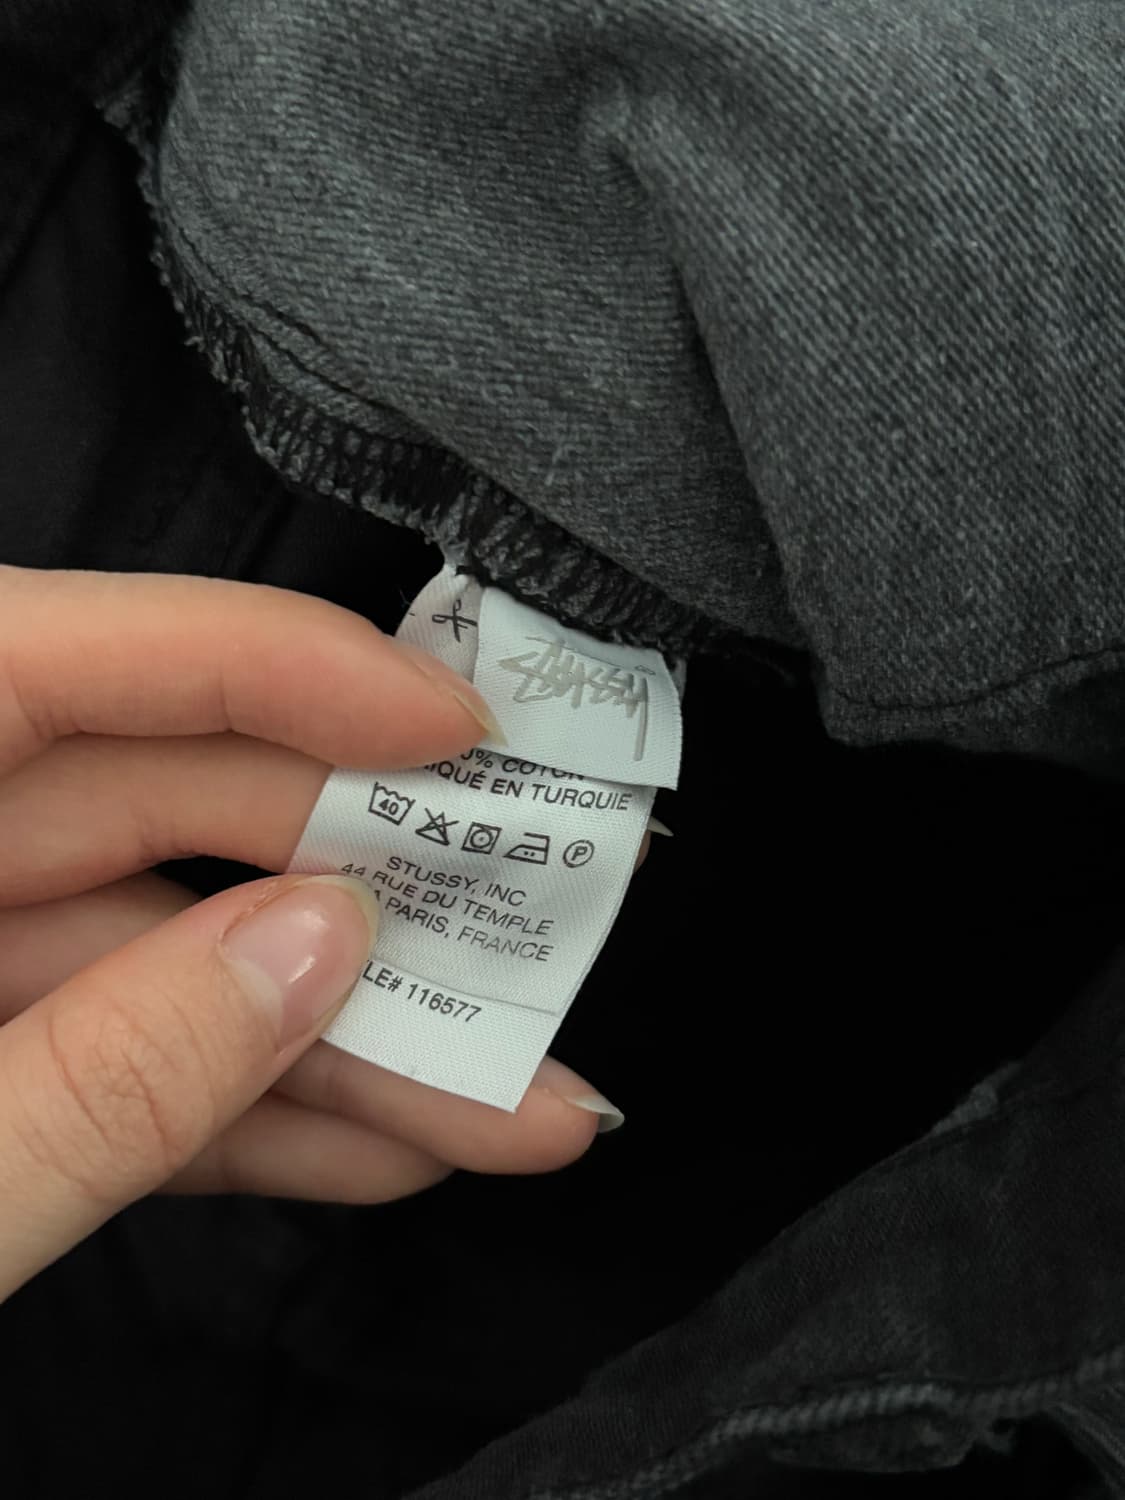 STUSSY
®
% COTON
IQUÉ EN TURQUIE
40
P
STUSSY, INC
44 RUE DU TEMPLE
PARIS, FRANCE
LE# 116577